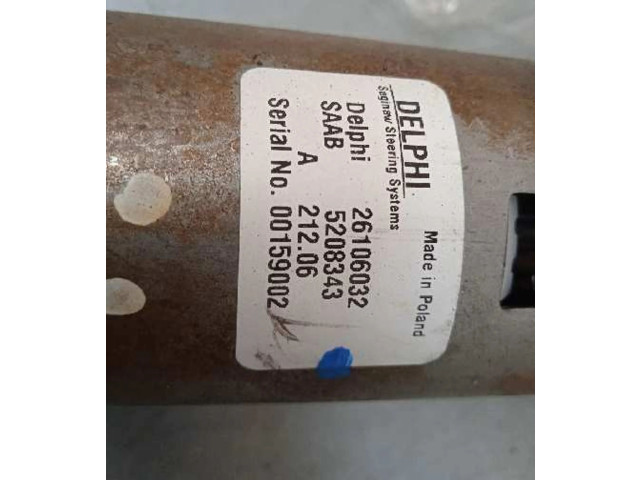 DELPHI
Saginaw Steering Systems
Made in Poland
Delphi 26106032
SAAB 5208343
A 212.06
Serial No. 00159002